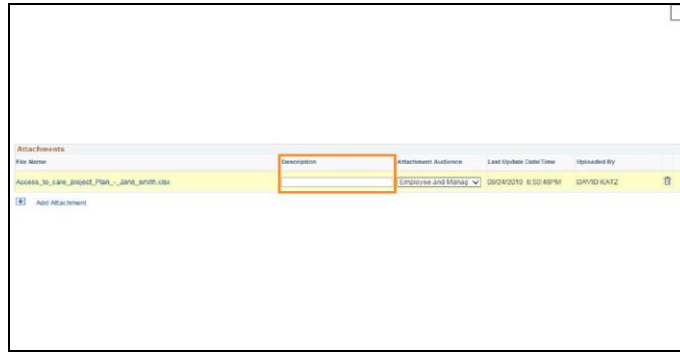 Attachments
File Name Description Attachment Audience Last Update Date/Time Uploaded By
Access_to_care_project_Plan_-_Jane_smith.xlsx Employee and Manag 09/24/2019 6:50:48PM DAVID KATZ
Add Attachment